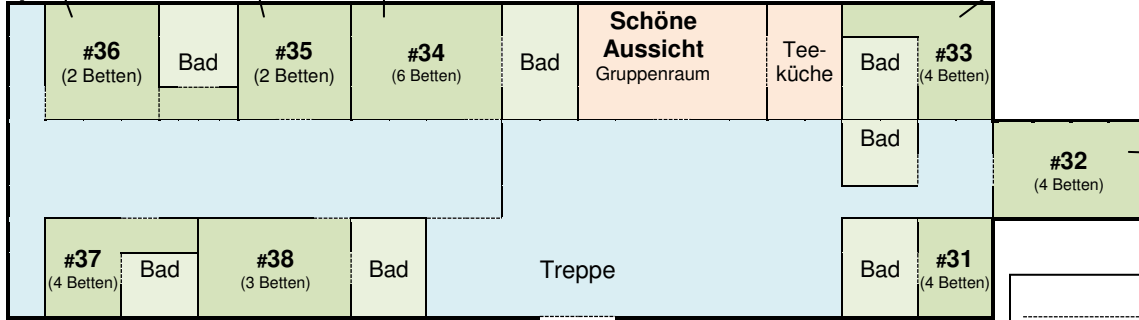 #36
(2 Betten)
Bad
#35
(2 Betten)
#34
(6 Betten)
Bad
Schöne
Aussicht
Gruppenraum
Tee-
küche
Bad
#33
(4 Betten)
Bad
#32
(4 Betten)
#37
(4 Betten)
Bad
#38
(3 Betten)
Bad
Treppe
Bad
#31
(4 Betten)